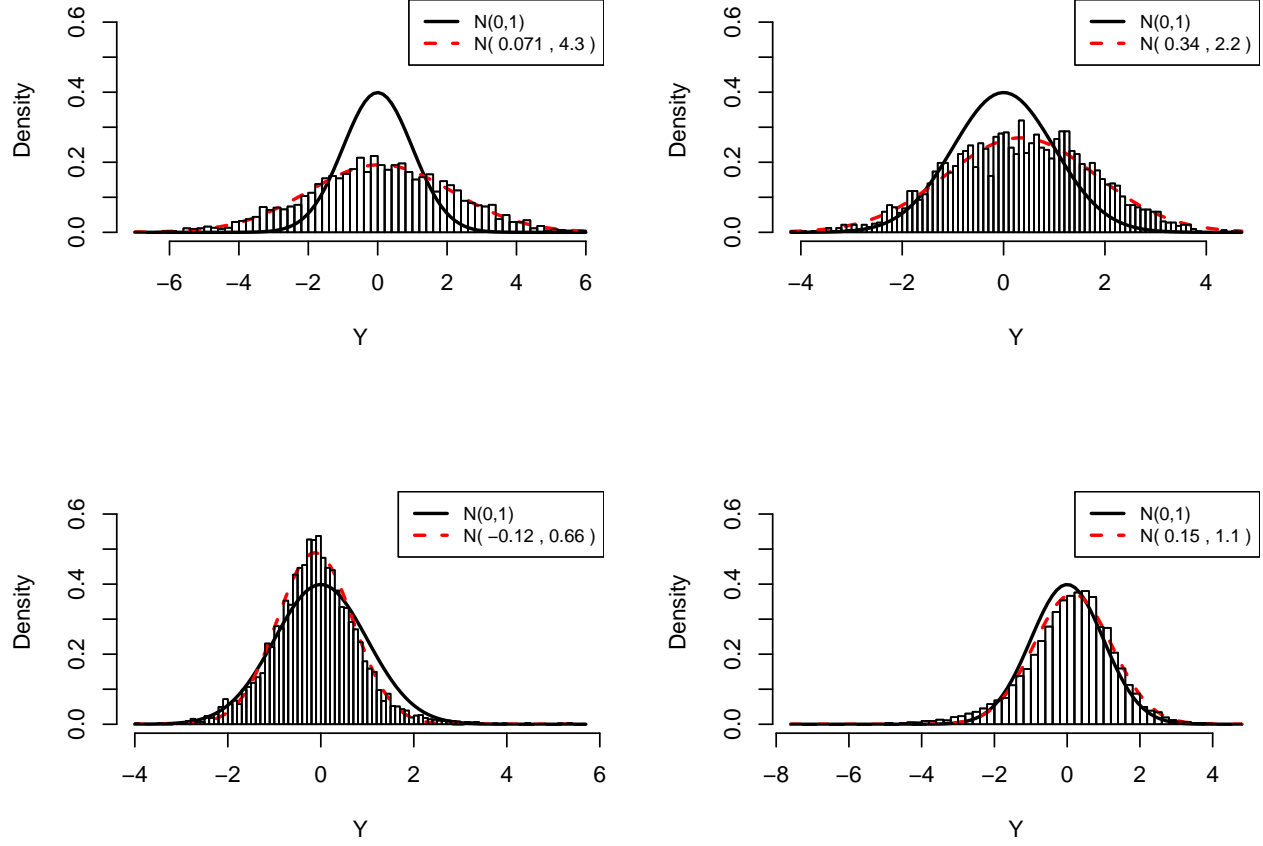 0.6
0.4
0.2
0.0
Density
N(0,1)
N( 0.071 , 4.3 )
−6 −4 −2 0 2 4 6
Y
0.6
0.4
0.2
0.0
Density
N(0,1)
N( 0.34 , 2.2 )
−4 −2 0 2 4
Y
0.6
0.4
0.2
0.0
Density
N(0,1)
N( −0.12 , 0.66 )
−4 −2 0 2 4 6
Y
0.6
0.4
0.2
0.0
Density
N(0,1)
N( 0.15 , 1.1 )
−8 −6 −4 −2 0 2 4
Y